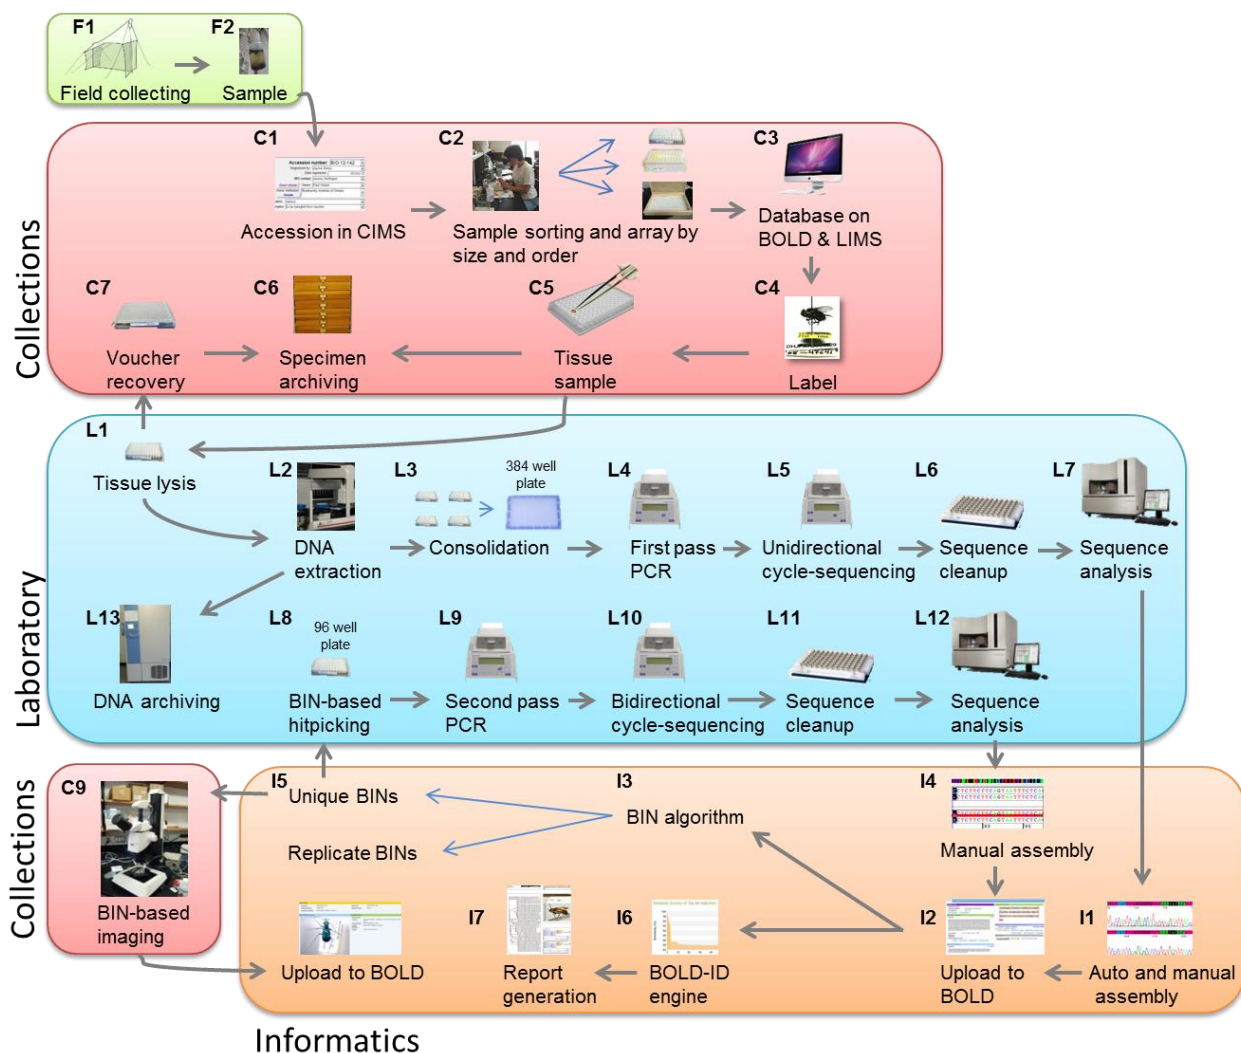 F1
F2
Field collecting
Sample
Collections
C1
C2
C3
Accession number: BIO-12-142
Accession in CIMS
Sample sorting and array by
size and order
Database on
BOLD & LIMS
C7
C6
C5
C4
Voucher
recovery
Specimen
archiving
Tissue
sample
Label
Laboratory
L1
Tissue lysis
L2
L3
384 well
plate
L4
L5
L6
L7
DNA
extraction
Consolidation
First pass
PCR
Unidirectional
cycle-sequencing
Sequence
cleanup
Sequence
analysis
L13
L8
96 well
plate
L9
L10
L11
L12
DNA archiving
BIN-based
hitpicking
Second pass
PCR
Bidirectional
cycle-sequencing
Sequence
cleanup
Sequence
analysis
Collections
C9
BIN-based
imaging
I5
Unique BINs
Replicate BINs
I3
BIN algorithm
I4
Manual assembly
Upload to BOLD
I7
Report
generation
I6
BOLD-ID
engine
I2
Upload to
BOLD
I1
Auto and manual
assembly
Informatics